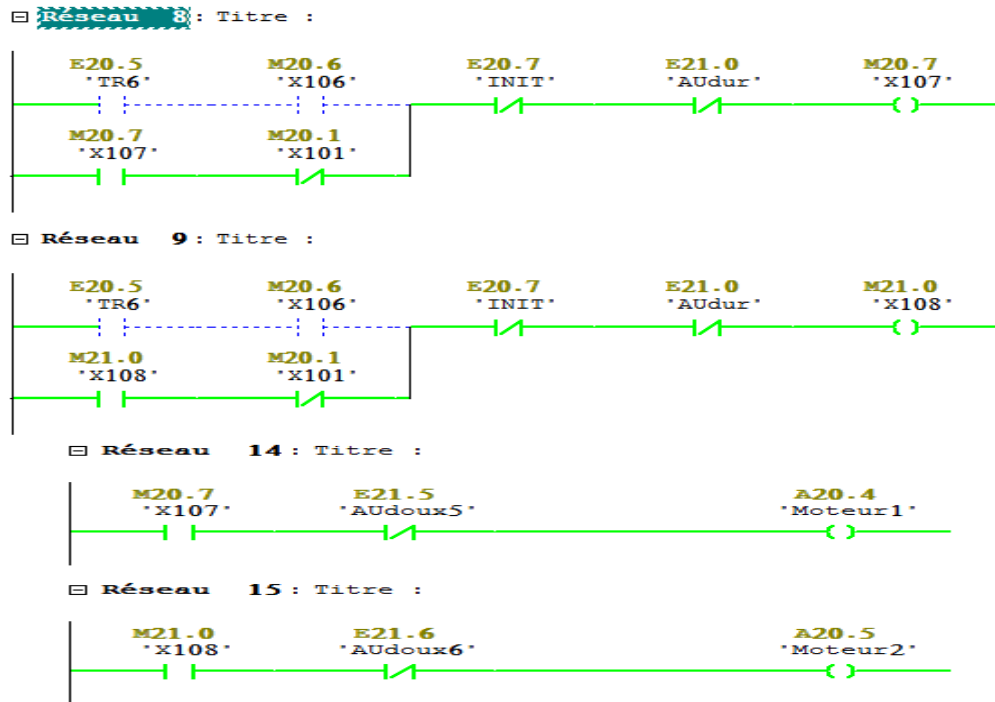 Réseau 8 : Titre :
E20.5 M20.6 E20.7 E21.0 M20.7
"TR6" "X106" "INIT" "AUdur" "X107"
M20.7 M20.1
"X107" "X101"
Réseau 9 : Titre :
E20.5 M20.6 E20.7 E21.0 M21.0
"TR6" "X106" "INIT" "AUdur" "X108"
M21.0 M20.1
"X108" "X101"
Réseau 14 : Titre :
M20.7 E21.5 A20.4
"X107" "AUdoux5" "Moteur1"
Réseau 15 : Titre :
M21.0 E21.6 A20.5
"X108" "AUdoux6" "Moteur2"